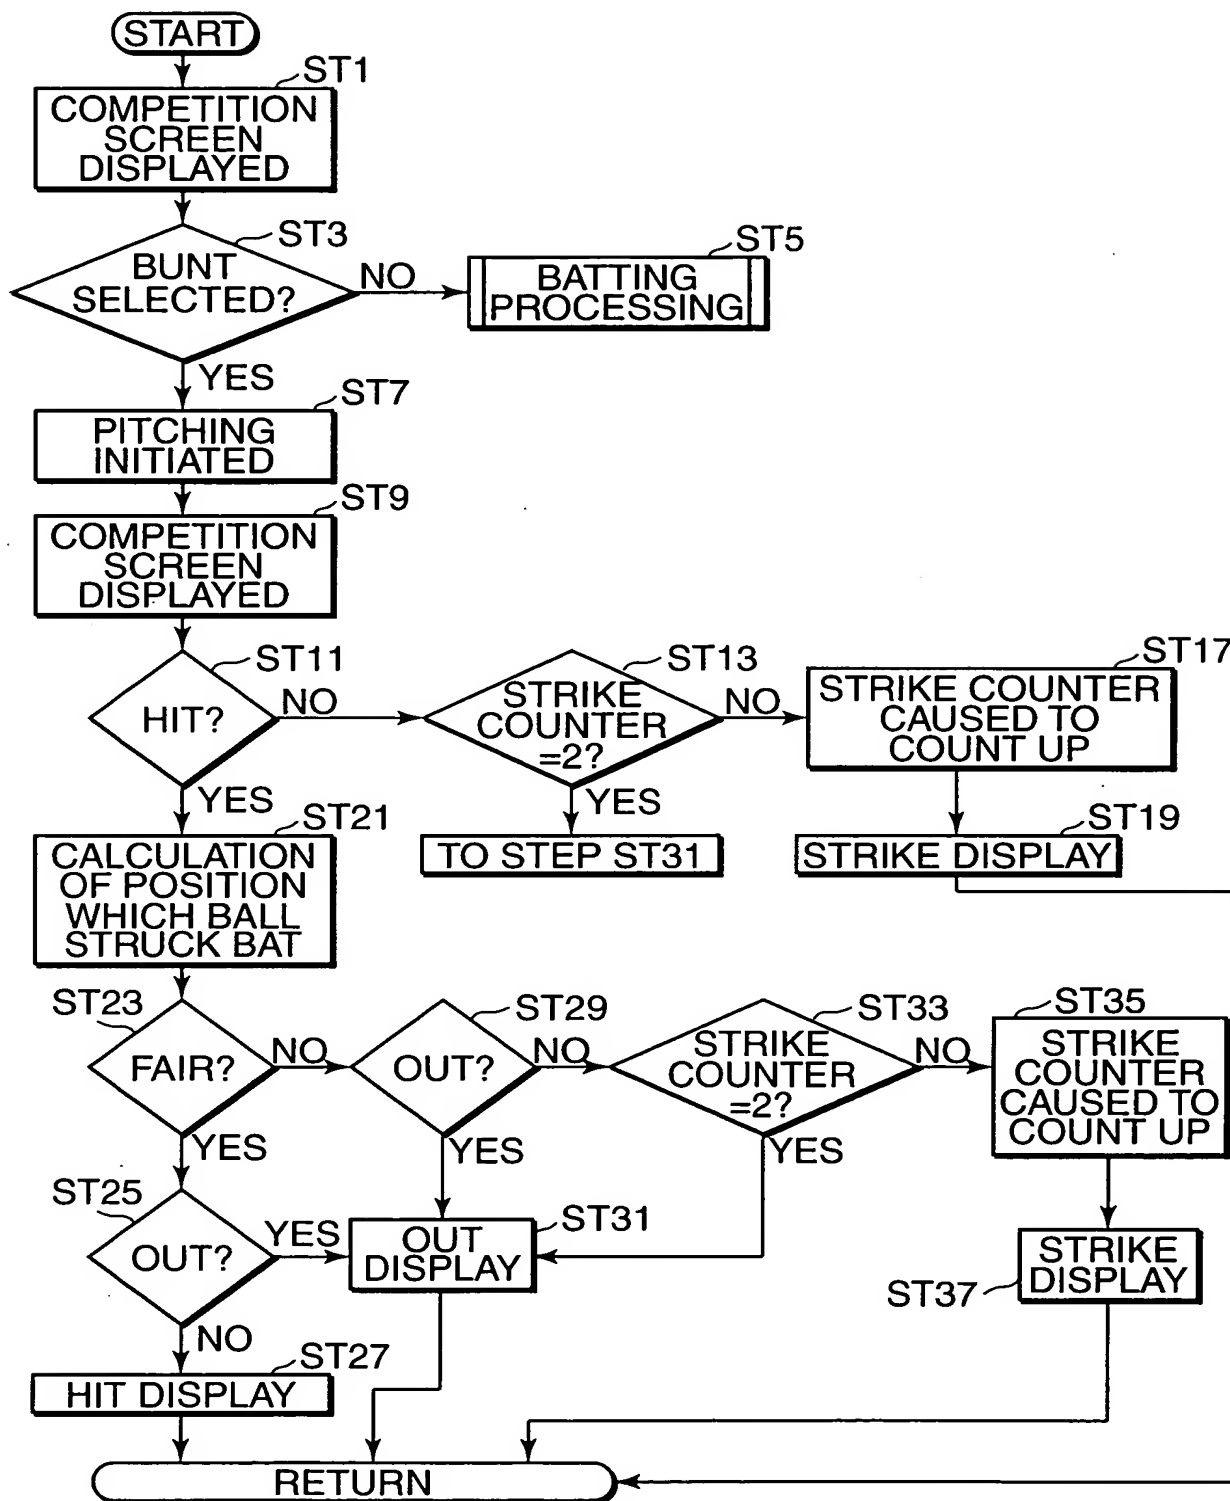 START
ST1
COMPETITION
SCREEN
DISPLAYED
ST3
BUNT
SELECTED?
NO
ST5
BATTING
PROCESSING
YES
ST7
PITCHING
INITIATED
ST9
COMPETITION
SCREEN
DISPLAYED
ST11
HIT?
NO
ST13
STRIKE
COUNTER
=2?
NO
ST17
STRIKE COUNTER
CAUSED TO
COUNT UP
YES
YES
ST21
CALCULATION
OF POSITION
WHICH BALL
STRUCK BAT
TO STEP ST31
ST19
STRIKE DISPLAY
ST23
FAIR?
NO
ST29
OUT?
NO
ST33
STRIKE
COUNTER
=2?
NO
ST35
STRIKE
COUNTER
CAUSED TO
COUNT UP
YES
YES
YES
ST25
OUT?
YES
ST31
OUT
DISPLAY
ST37
STRIKE
DISPLAY
NO
ST27
HIT DISPLAY
RETURN